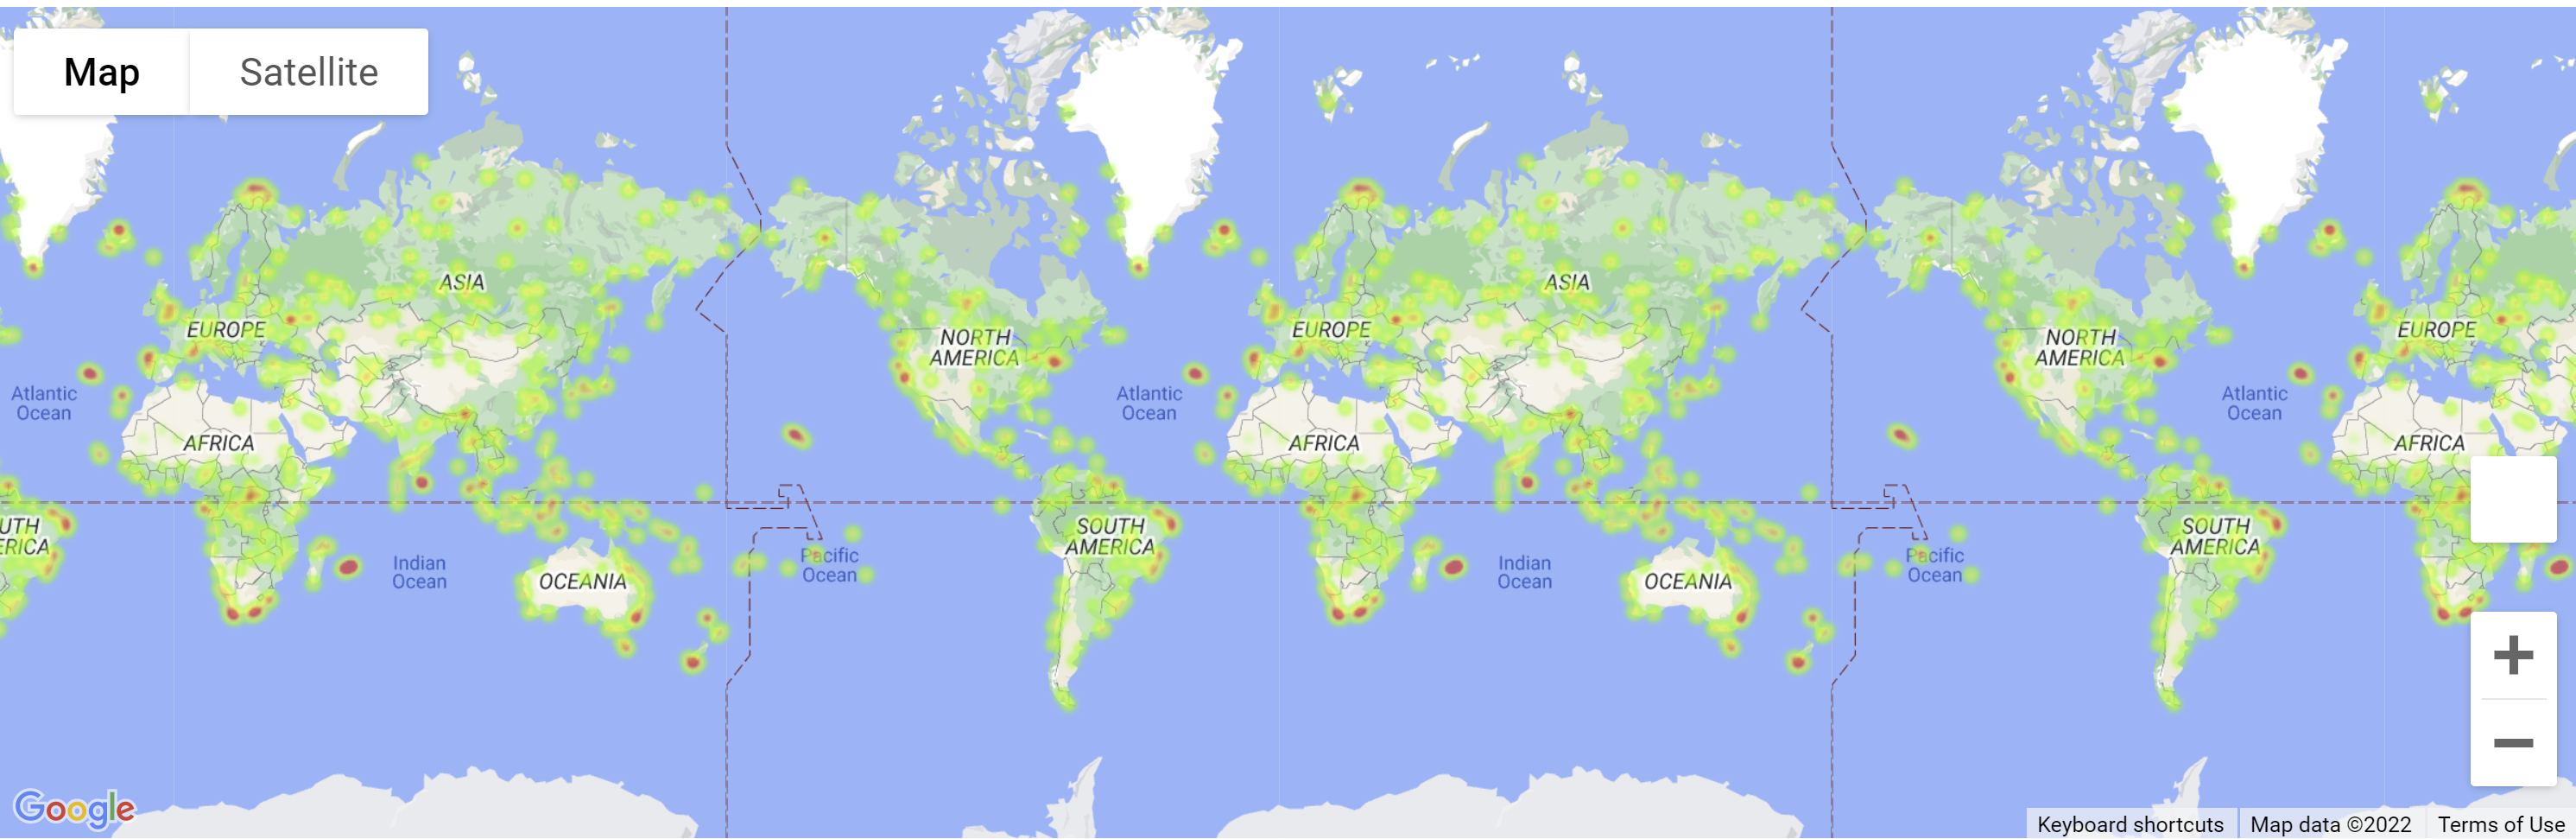 Map
Satellite
ASIA
ASIA
EUROPE
EUROPE
EUROPE
NORTH
AMERICA
NORTH
AMERICA
Atlantic
Ocean
Atlantic
Ocean
Atlantic
Ocean
AFRICA
AFRICA
AFRICA
UTH
ERICA
SOUTH
AMERICA
SOUTH
AMERICA
Indian
Ocean
Indian
Ocean
Pacific
Ocean
Pacific
Ocean
OCEANIA
OCEANIA
Google
Keyboard shortcuts
Map data ©2022
Terms of Use